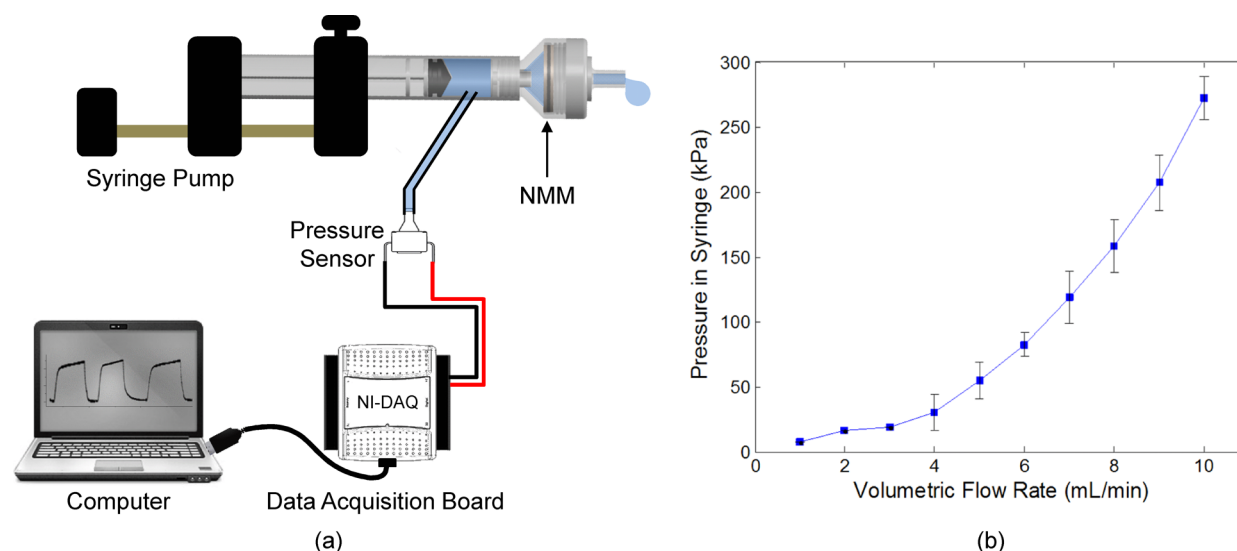 Syringe Pump
NMM
Pressure
Sensor
NI-DAQ
Computer
Data Acquisition Board
(a)
Pressure in Syringe (kPa)
300
250
200
150
100
50
0
0 2 4 6 8 10
Volumetric Flow Rate (mL/min)
(b)